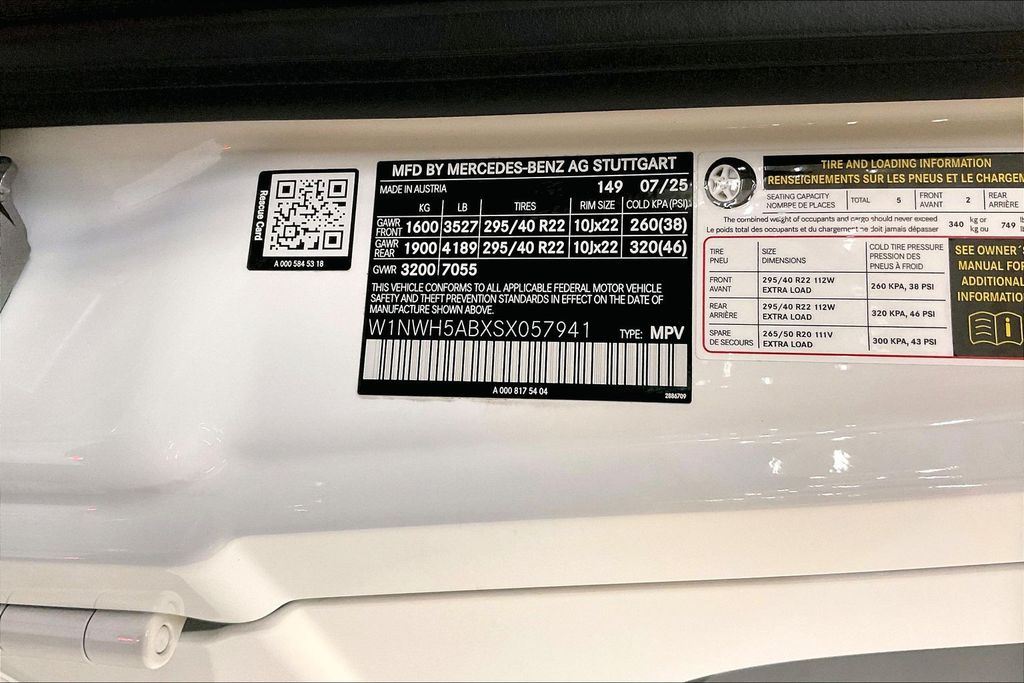 Rescue Card
A 000 584 53 18
MFD BY MERCEDES-BENZ AG STUTTGART
MADE IN AUSTRIA 149 07/25
KG LB TIRES RIM SIZE COLD KPA (PSI)
GAWR FRONT 1600 3527 295/40 R22 10Jx22 260(38)
GAWR REAR 1900 4189 295/40 R22 10Jx22 320(46)
GVWR 3200 7055
THIS VEHICLE CONFORMS TO ALL APPLICABLE FEDERAL MOTOR VEHICLE
SAFETY AND THEFT PREVENTION STANDARDS IN EFFECT ON THE DATE OF
MANUFACTURE SHOWN ABOVE.
W1NWH5ABXSX057941 TYPE: MPV
A 000 817 54 04
2886709
TIRE AND LOADING INFORMATION
RENSEIGNEMENTS SUR LES PNEUS ET LE CHARGEM
SEATING CAPACITY TOTAL 5 FRONT 2 REAR
NOMBRE DE PLACES AVANT ARRIÈRE
The combined weight of occupants and cargo should never exceed 340 kg or 749
Le poids total des occupants et du chargement ne doit jamais dépasser kg ou
TIRE SIZE COLD TIRE PRESSURE
PNEU DIMENSIONS PRESSION DES
PNEUS À FROID
FRONT 295/40 R22 112W 260 KPA, 38 PSI
AVANT EXTRA LOAD
REAR 295/40 R22 112W 320 KPA, 46 PSI
ARRIÈRE EXTRA LOAD
SPARE 265/50 R20 111V 300 KPA, 43 PSI
DE SECOURS EXTRA LOAD
SEE OWNER´S
MANUAL FOR
ADDITIONAL
INFORMATIO